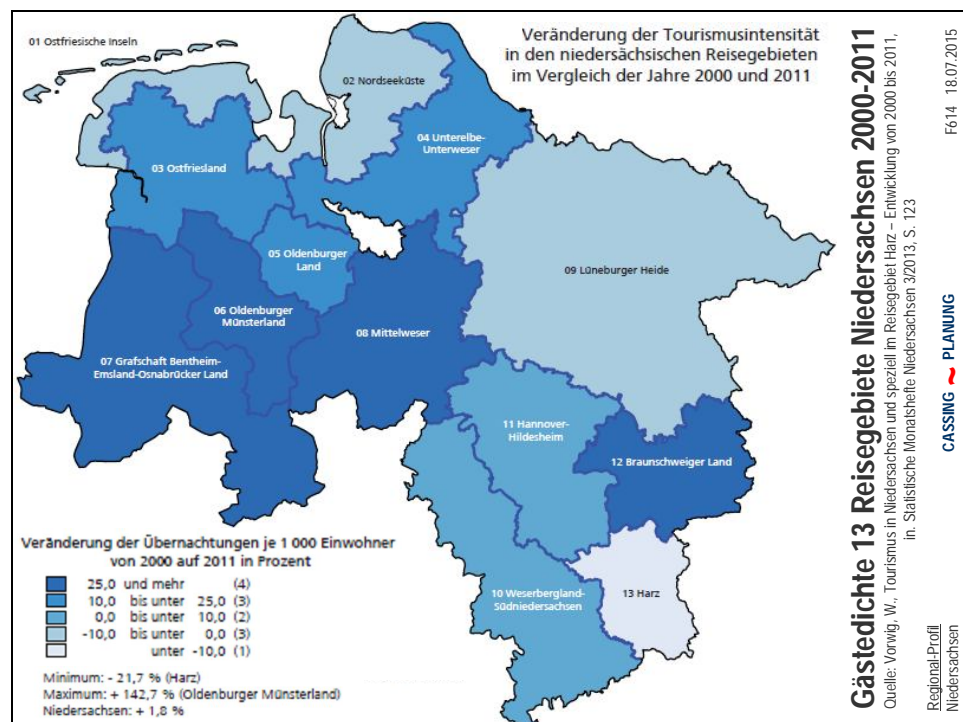 Veränderung der Tourismusintensität
in den niedersächsischen Reisegebieten
im Vergleich der Jahre 2000 und 2011
01 Ostfriesische Inseln
02 Nordseeküste
03 Ostfriesland
04 Unterelbe-
Unterweser
05 Oldenburger
Land
06 Oldenburger
Münsterland
07 Grafschaft Bentheim-
Emsland-Osnabrücker Land
08 Mittelweser
09 Lüneburger Heide
11 Hannover-
Hildesheim
12 Braunschweiger Land
10 Weserbergland-
Südniedersachsen
13 Harz
Veränderung der Übernachtungen je 1 000 Einwohner
von 2000 auf 2011 in Prozent
25,0 und mehr (4)
10,0 bis unter 25,0 (3)
0,0 bis unter 10,0 (2)
-10,0 bis unter 0,0 (3)
unter -10,0 (1)
Minimum: - 21,7 % (Harz)
Maximum: + 142,7 % (Oldenburger Münsterland)
Niedersachsen: + 1,8 %
Gästedichte 13 Reisegebiete Niedersachsen 2000-2011
Quelle: Vorwig, W., Tourismus in Niedersachsen und speziell im Reisegebiet Harz – Entwicklung von 2000 bis 2011,
in. Statistische Monatshefte Niedersachsen 3/2013, S. 123
Regional-Profil
Niedersachsen
CASSING ~ PLANUNG
F614 18.07.2015